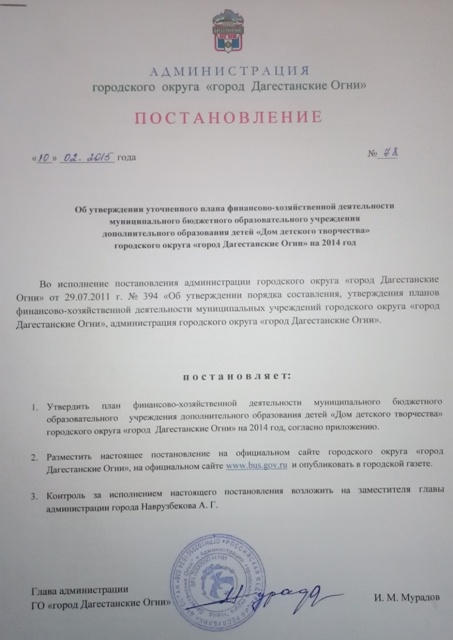 АДМИНИСТРАЦИЯ
городского округа «город Дагестанские Огни»
ПОСТАНОВЛЕНИЕ
«10» 02. 2015 года № 78
Об утверждении уточненного плана финансово-хозяйственной деятельности
муниципального бюджетного образовательного учреждения
дополнительного образования детей «Дом детского творчества»
городского округа «город Дагестанские Огни» на 2014 год
Во исполнение постановления администрации городского округа «город Дагестанские
Огни» от 29.07.2011 г. № 394 «Об утверждении порядка составления, утверждения планов
финансово-хозяйственной деятельности муниципальных учреждений городского округа «город
Дагестанские Огни», администрация городского округа «город Дагестанские Огни».
постановляет:
1. Утвердить план финансово-хозяйственной деятельности муниципального бюджетного
образовательного учреждения дополнительного образования детей «Дом детского творчества»
городского округа «город Дагестанские Огни» на 2014 год, согласно приложению.
2. Разместить настоящее постановление на официальном сайте городского округа «город
Дагестанские Огни», на официальном сайте www.bus.gov.ru и опубликовать в городской газете.
3. Контроль за исполнением настоящего постановления возложить на заместителя главы
администрации города Наврузбекова А. Г.
Глава администрации
ГО «город Дагестанские Огни» И. М. Мурадов